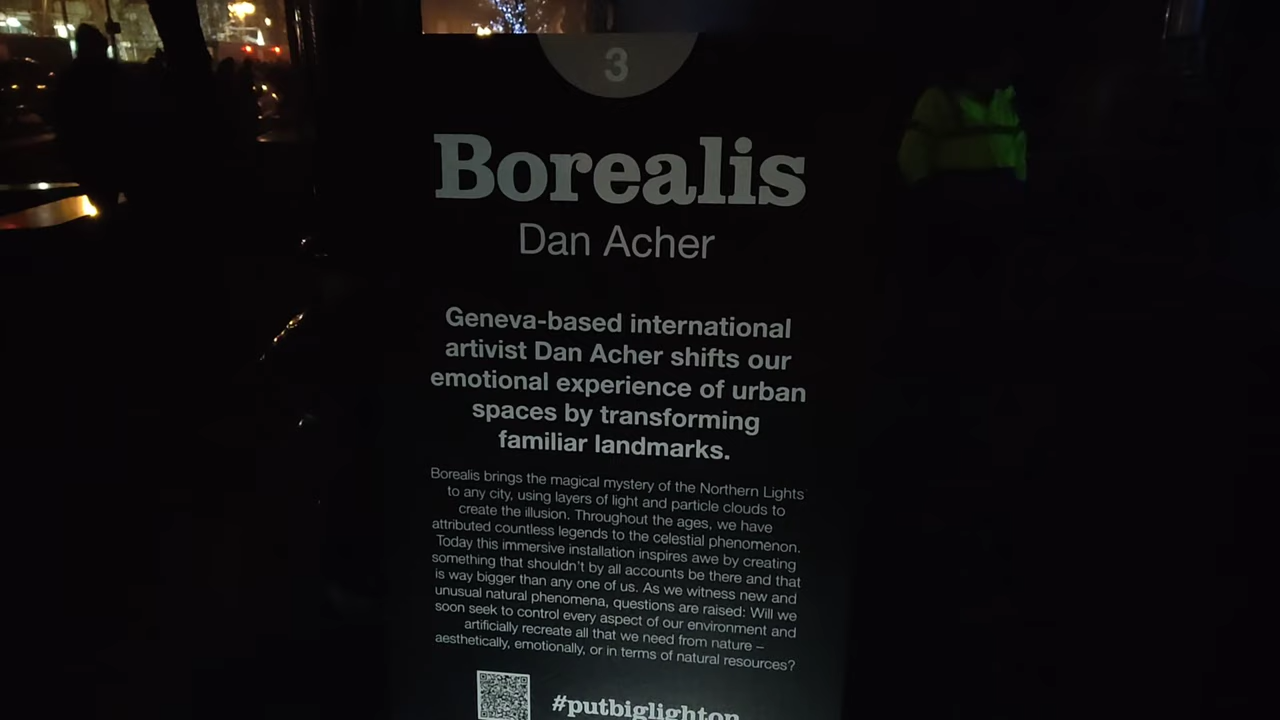 3
Borealis
Dan Acher
Geneva-based international
artivist Dan Acher shifts our
emotional experience of urban
spaces by transforming
familiar landmarks.
Borealis brings the magical mystery of the Northern Lights
to any city, using layers of light and particle clouds to
create the illusion. Throughout the ages, we have
attributed countless legends to the celestial phenomenon.
Today this immersive installation inspires awe by creating
something that shouldn't by all accounts be there and that
is way bigger than any one of us. As we witness new and
unusual natural phenomena, questions are raised: Will we
soon seek to control every aspect of our environment and
artificially recreate all that we need from nature –
aesthetically, emotionally, or in terms of natural resources?
#putbiglighton